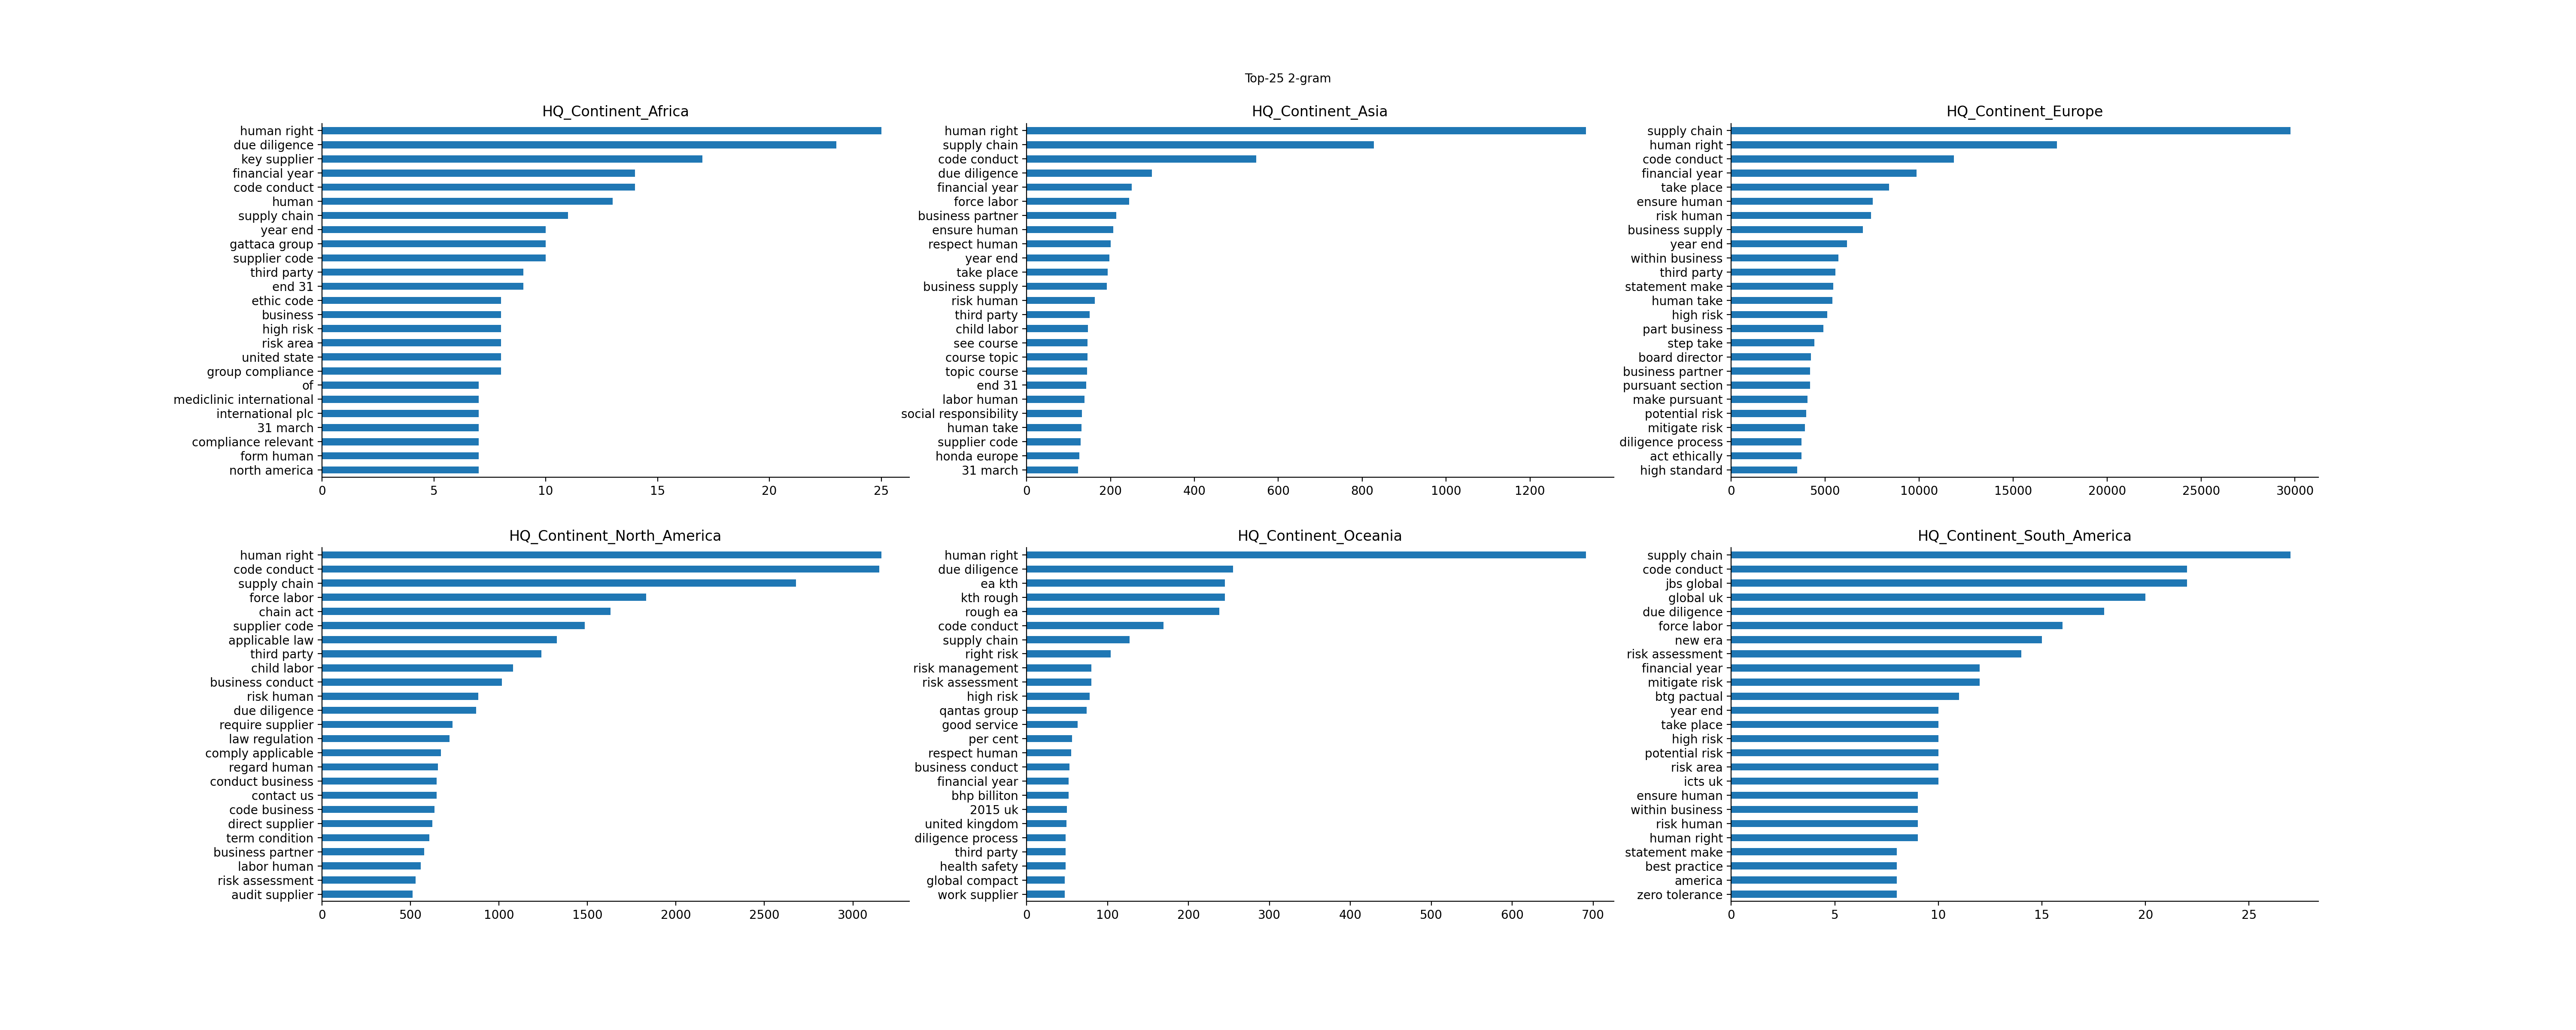 Top-25 2-gram
HQ_Continent_Africa
human right
due diligence
key supplier
financial year
code conduct
human
supply chain
year end
gattaca group
supplier code
third party
end 31
ethic code
business
high risk
risk area
united state
group compliance
of
mediclinic international
international plc
31 march
compliance relevant
form human
north america
0 5 10 15 20 25
HQ_Continent_Asia
human right
supply chain
code conduct
due diligence
financial year
force labor
business partner
ensure human
respect human
year end
take place
business supply
risk human
third party
child labor
see course
course topic
topic course
end 31
labor human
social responsibility
human take
supplier code
honda europe
31 march
0 200 400 600 800 1000 1200
HQ_Continent_Europe
supply chain
human right
code conduct
financial year
take place
ensure human
risk human
business supply
year end
within business
third party
statement make
human take
high risk
part business
step take
board director
business partner
pursuant section
make pursuant
potential risk
mitigate risk
diligence process
act ethically
high standard
0 5000 10000 15000 20000 25000 30000
HQ_Continent_North_America
human right
code conduct
supply chain
force labor
chain act
supplier code
applicable law
third party
child labor
business conduct
risk human
due diligence
require supplier
law regulation
comply applicable
regard human
conduct business
contact us
code business
direct supplier
term condition
business partner
labor human
risk assessment
audit supplier
0 500 1000 1500 2000 2500 3000
HQ_Continent_Oceania
human right
due diligence
ea kth
kth rough
rough ea
code conduct
supply chain
right risk
risk management
risk assessment
high risk
qantas group
good service
per cent
respect human
business conduct
financial year
bhp billiton
2015 uk
united kingdom
diligence process
third party
health safety
global compact
work supplier
0 100 200 300 400 500 600 700
HQ_Continent_South_America
supply chain
code conduct
jbs global
global uk
due diligence
force labor
new era
risk assessment
financial year
mitigate risk
btg pactual
year end
take place
high risk
potential risk
risk area
icts uk
ensure human
within business
risk human
human right
statement make
best practice
america
zero tolerance
0 5 10 15 20 25